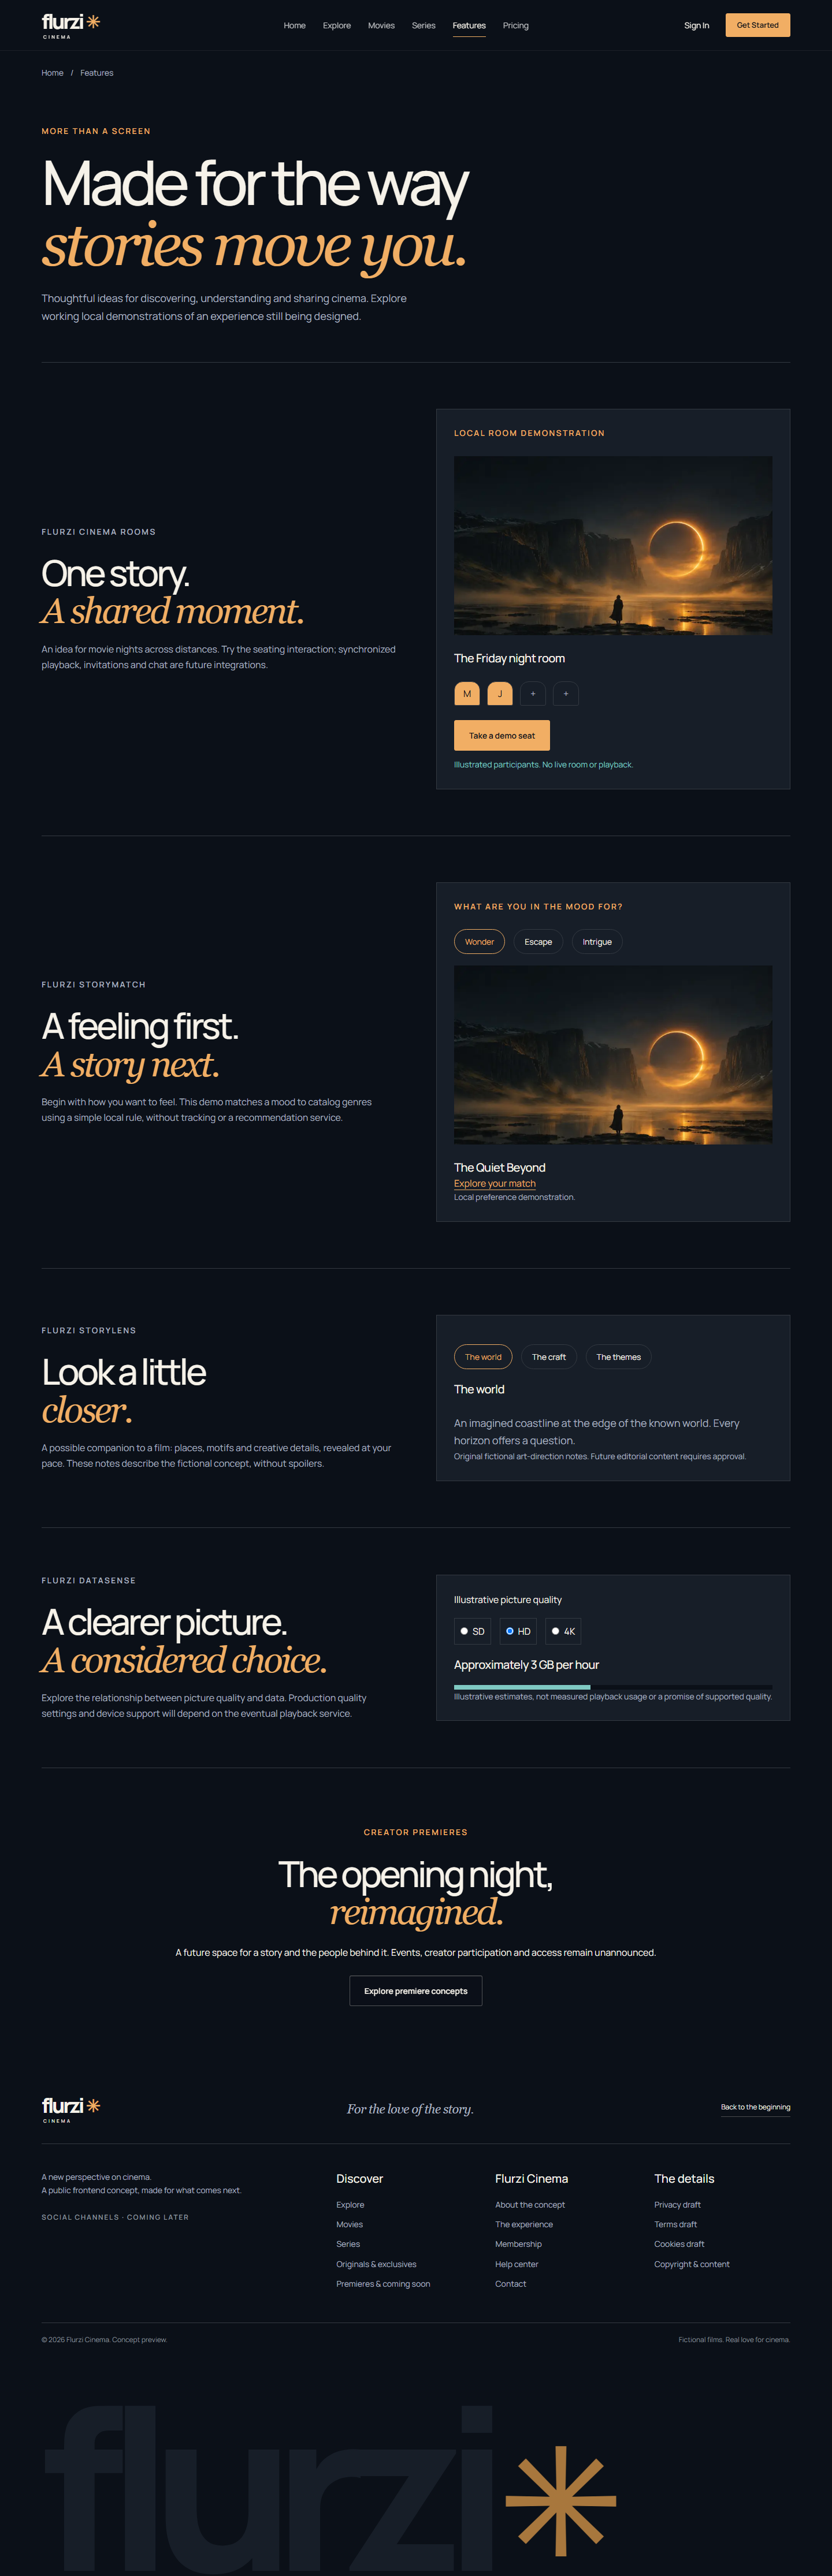 flurzi
CINEMA
Home
Explore
Movies
Series
Features
Pricing
Sign In
Get Started
Home / Features
MORE THAN A SCREEN
Made for the way
stories move you.
Thoughtful ideas for discovering, understanding and sharing cinema. Explore
working local demonstrations of an experience still being designed.
FLURZI CINEMA ROOMS
One story.
A shared moment.
An idea for movie nights across distances. Try the seating interaction; synchronized
playback, invitations and chat are future integrations.
LOCAL ROOM DEMONSTRATION
The Friday night room
M
J
+
+
Take a demo seat
Illustrated participants. No live room or playback.
FLURZI STORYMATCH
A feeling first.
A story next.
Begin with how you want to feel. This demo matches a mood to catalog genres
using a simple local rule, without tracking or a recommendation service.
WHAT ARE YOU IN THE MOOD FOR?
Wonder
Escape
Intrigue
The Quiet Beyond
Explore your match
Local preference demonstration.
FLURZI STORYLENS
Look a little
closer.
A possible companion to a film: places, motifs and creative details, revealed at your
pace. These notes describe the fictional concept, without spoilers.
The world
The craft
The themes
The world
An imagined coastline at the edge of the known world. Every
horizon offers a question.
Original fictional art-direction notes. Future editorial content requires approval.
FLURZI DATASENSE
A clearer picture.
A considered choice.
Explore the relationship between picture quality and data. Production quality
settings and device support will depend on the eventual playback service.
Illustrative picture quality
SD
HD
4K
Approximately 3 GB per hour
Illustrative estimates, not measured playback usage or a promise of supported quality.
CREATOR PREMIERES
The opening night,
reimagined.
A future space for a story and the people behind it. Events, creator participation and access remain unannounced.
Explore premiere concepts
flurzi
CINEMA
For the love of the story.
Back to the beginning
A new perspective on cinema.
A public frontend concept, made for what comes next.
SOCIAL CHANNELS · COMING LATER
Discover
Explore
Movies
Series
Originals & exclusives
Premieres & coming soon
Flurzi Cinema
About the concept
The experience
Membership
Help center
Contact
The details
Privacy draft
Terms draft
Cookies draft
Copyright & content
© 2026 Flurzi Cinema. Concept preview.
Fictional films. Real love for cinema.
flurzi